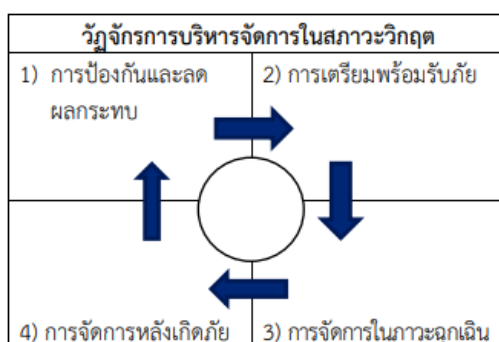 วัฏจักรการบริหารจัดการในสภาวะวิกฤต
1) การป้องกันและลด
ผลกระทบ
2) การเตรียมพร้อมรับภัย
4) การจัดการหลังเกิดภัย
3) การจัดการในภาวะฉุกเฉิน